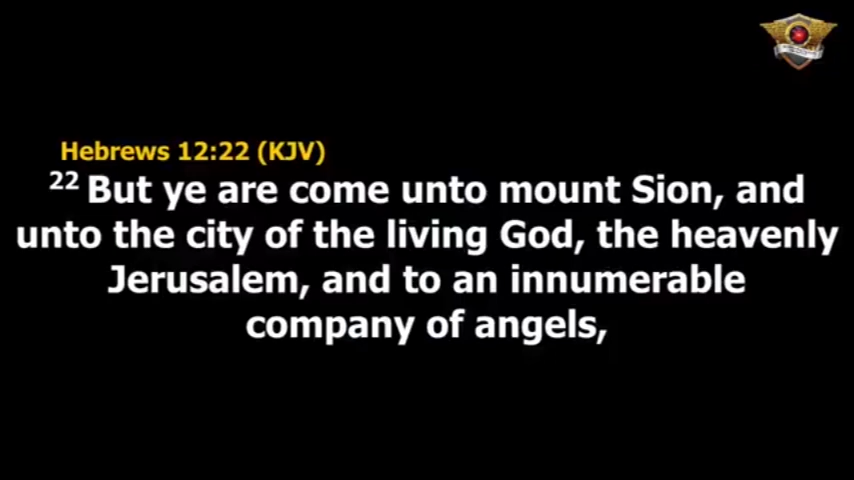 Hebrews 12:22 (KJV)
22 But ye are come unto mount Sion, and
unto the city of the living God, the heavenly
Jerusalem, and to an innumerable
company of angels,